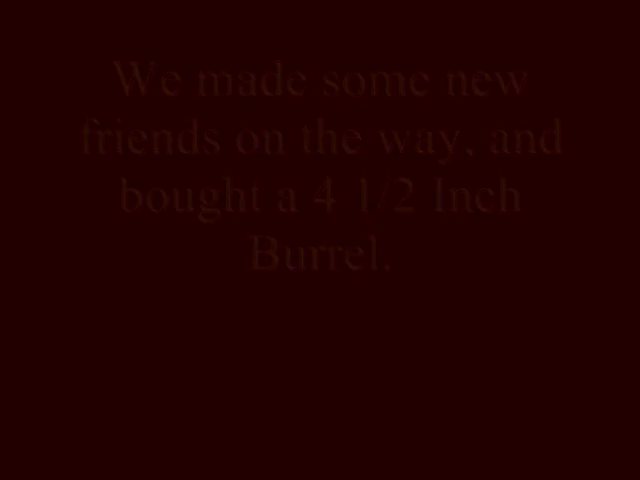 We made some new
friends on the way, and
bought a 4 1/2 Inch
Burrel.